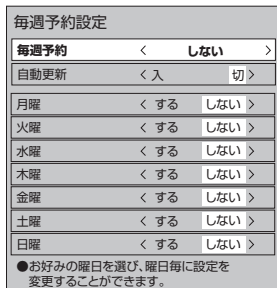 毎週予約設定
毎週予約 < しない >
自動更新 < 入 切 >
月曜 < する しない >
火曜 < する しない >
水曜 < する しない >
木曜 < する しない >
金曜 < する しない >
土曜 < する しない >
日曜 < する しない >
●お好みの曜日を選び、曜日毎に設定を
変更することができます。